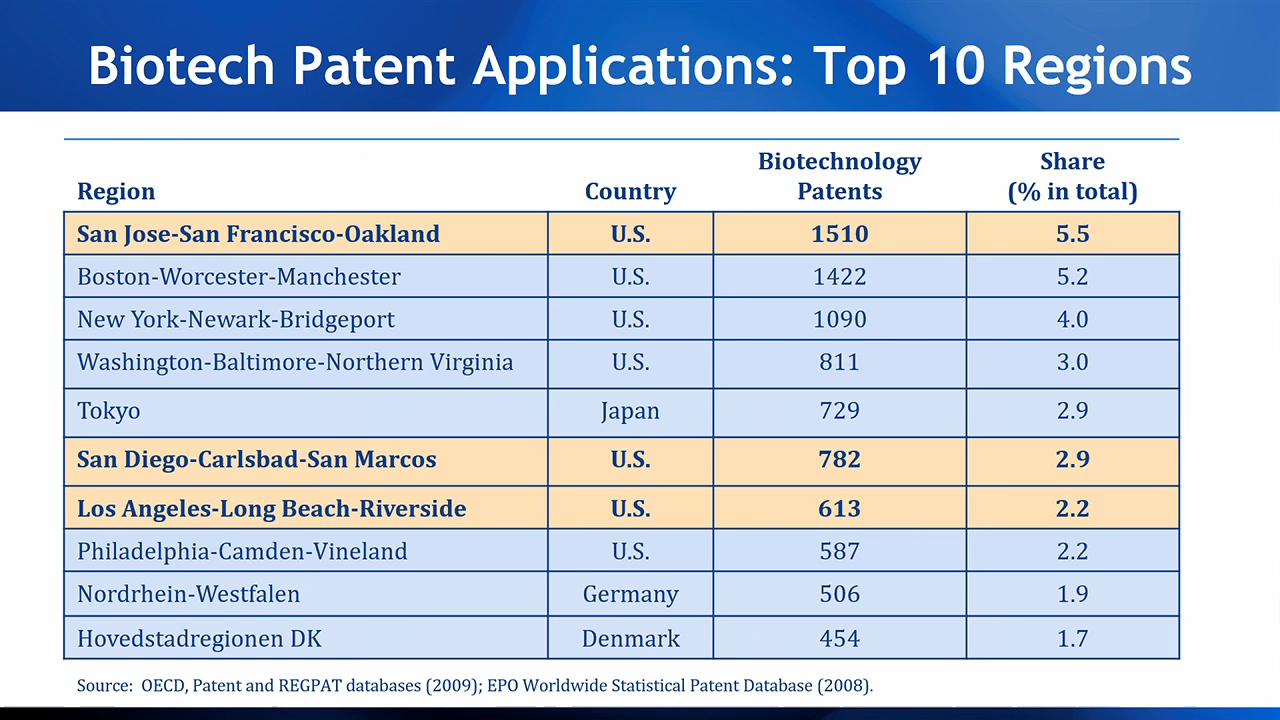 Biotech Patent Applications: Top 10 Regions
Region Country Biotechnology Patents Share (% in total)
San Jose-San Francisco-Oakland U.S. 1510 5.5
Boston-Worcester-Manchester U.S. 1422 5.2
New York-Newark-Bridgeport U.S. 1090 4.0
Washington-Baltimore-Northern Virginia U.S. 811 3.0
Tokyo Japan 729 2.9
San Diego-Carlsbad-San Marcos U.S. 782 2.9
Los Angeles-Long Beach-Riverside U.S. 613 2.2
Philadelphia-Camden-Vineland U.S. 587 2.2
Nordrhein-Westfalen Germany 506 1.9
Hovedstadregionen DK Denmark 454 1.7
Source: OECD, Patent and REGPAT databases (2009); EPO Worldwide Statistical Patent Database (2008).